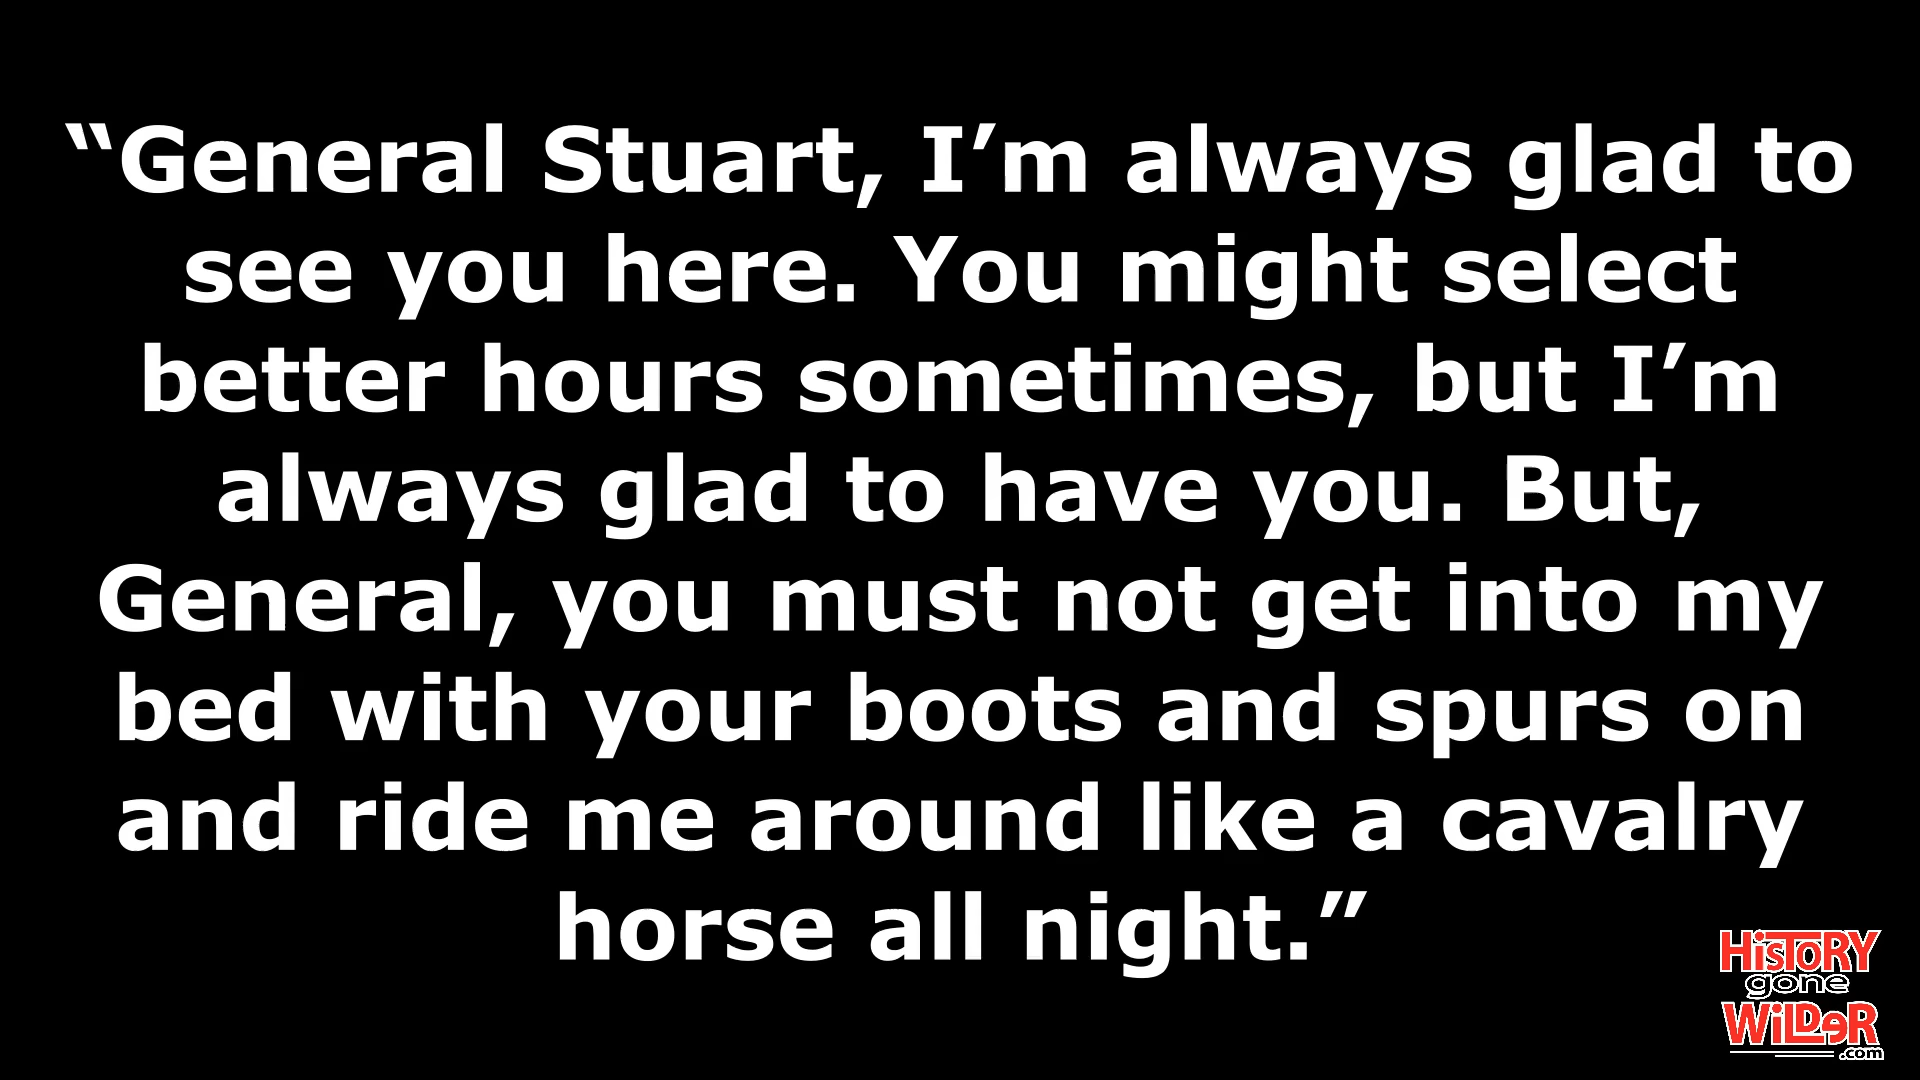 “General Stuart, I’m always glad to
see you here. You might select
better hours sometimes, but I’m
always glad to have you. But,
General, you must not get into my
bed with your boots and spurs on
and ride me around like a cavalry
horse all night.”
HiSTORY
gone
WiLDeR
.com